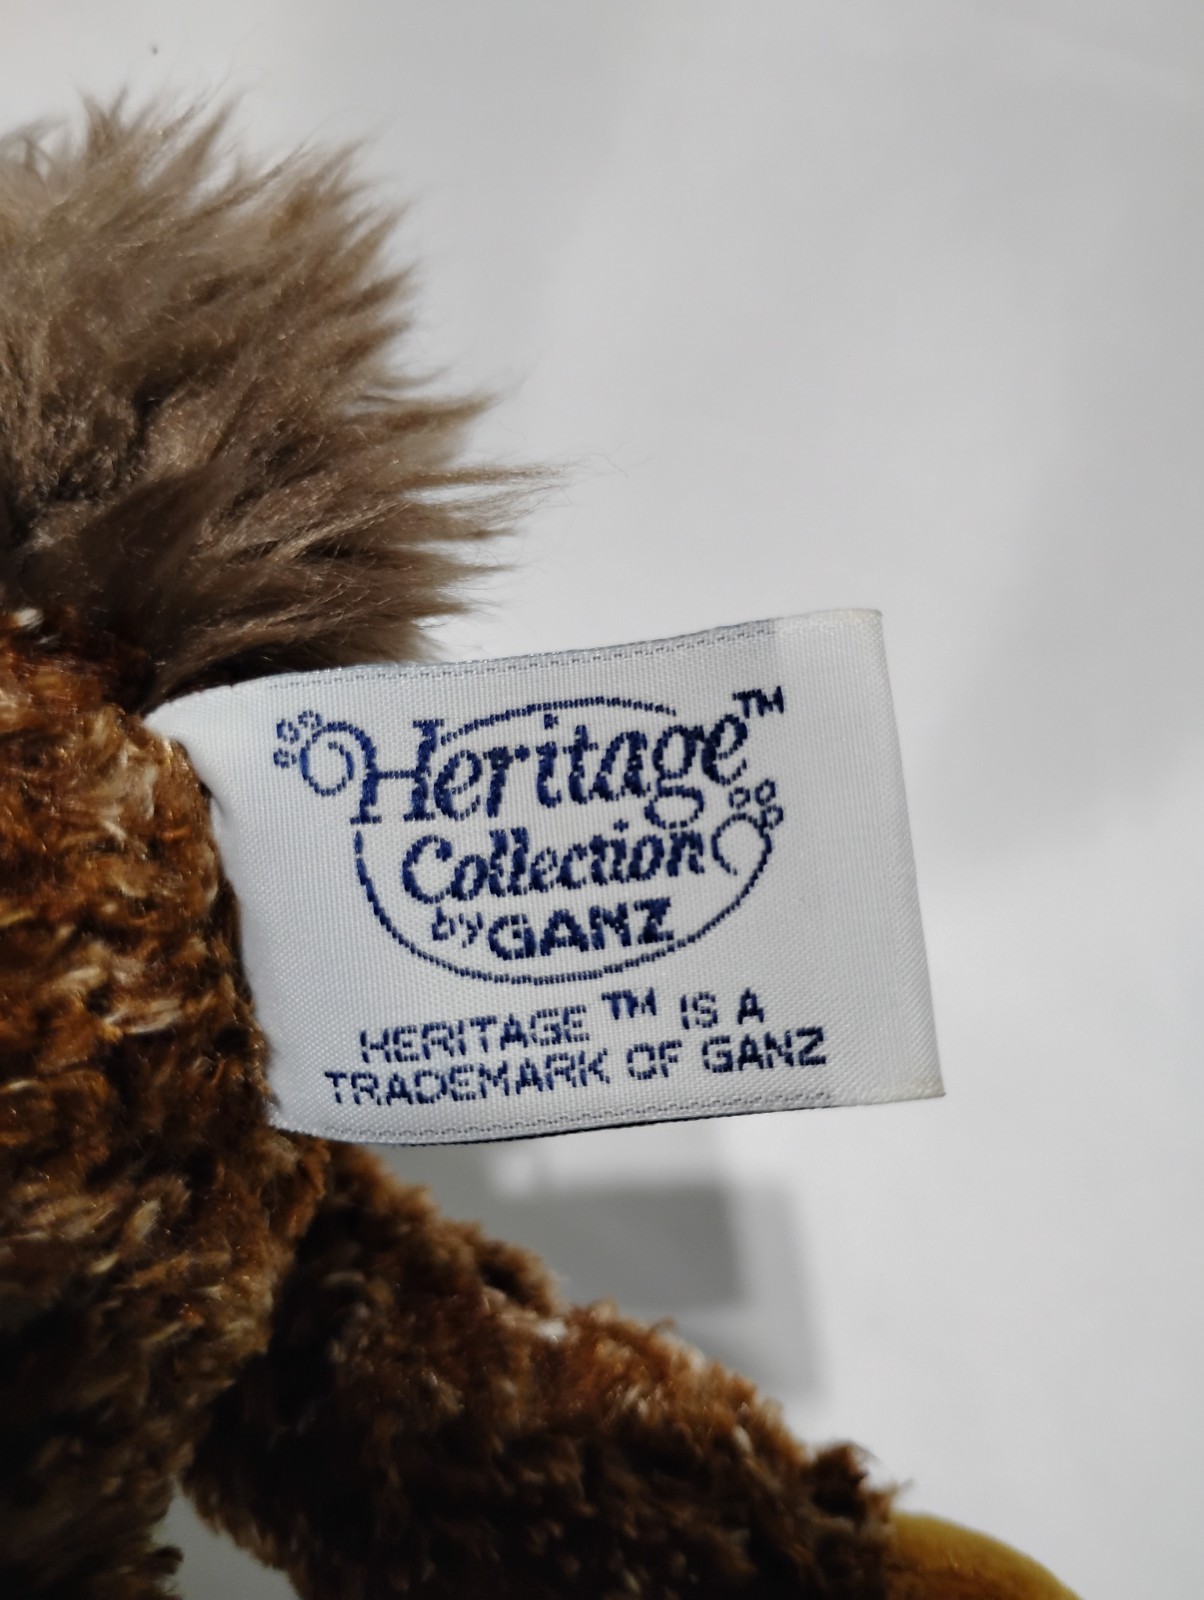 Heritage™
Collection
by GANZ
HERITAGE ™ IS A
TRADEMARK OF GANZ